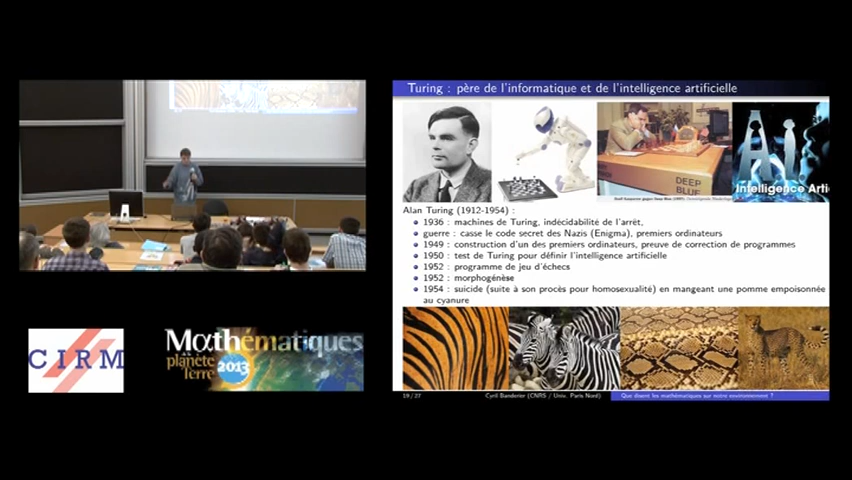 Turing : père de l'informatique et de l'intelligence artificielle
DEEP
BLUE
Intelligence Arti
Alan Turing (1912-1954) :
1936 : machines de Turing, indécidabilité de l'arrêt,
guerre : casse le code secret des Nazis (Enigma), premiers ordinateurs
1949 : construction d'un des premiers ordinateurs, preuve de correction de programmes
1950 : test de Turing pour définir l'intelligence artificielle
1952 : programme de jeu d'échecs
1952 : morphogénèse
1954 : suicide (suite à son procès pour homosexualité) en mangeant une pomme empoisonnée
au cyanure
CIRM
Mathématiques
planète
Terre
2013
19 / 27
Cyril Banderier (CNRS / Univ. Paris Nord)
Que disent les mathématiques sur notre environnement ?